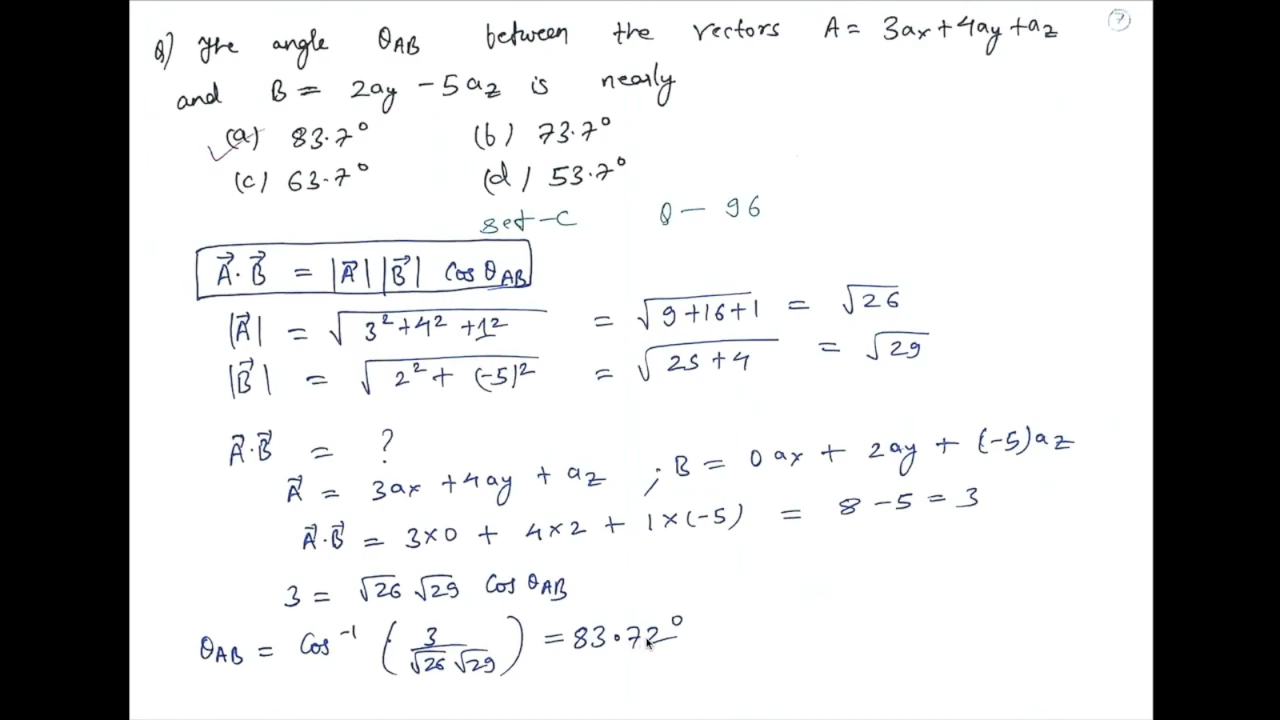 7
Q) The angle θAB between the vectors A = 3ax + 4ay + az
and B = 2ay - 5az is nearly
(a) 83.7° (b) 73.7°
(c) 63.7° (d) 53.7°
set-C Q - 96
A⃗·B⃗ = |A⃗| |B⃗| Cos θAB
|A⃗| = √(3² + 4² + 1²) = √(9+16+1) = √26
|B⃗| = √(2² + (-5)²) = √(25 + 4) = √29
A⃗·B⃗ = ?
A⃗ = 3ax + 4ay + az ; B = 0ax + 2ay + (-5)az
A⃗·B⃗ = 3×0 + 4×2 + 1×(-5) = 8 - 5 = 3
3 = √26 √29 Cos θAB
θAB = Cos⁻¹ (3/(√26 √29)) = 83.72°